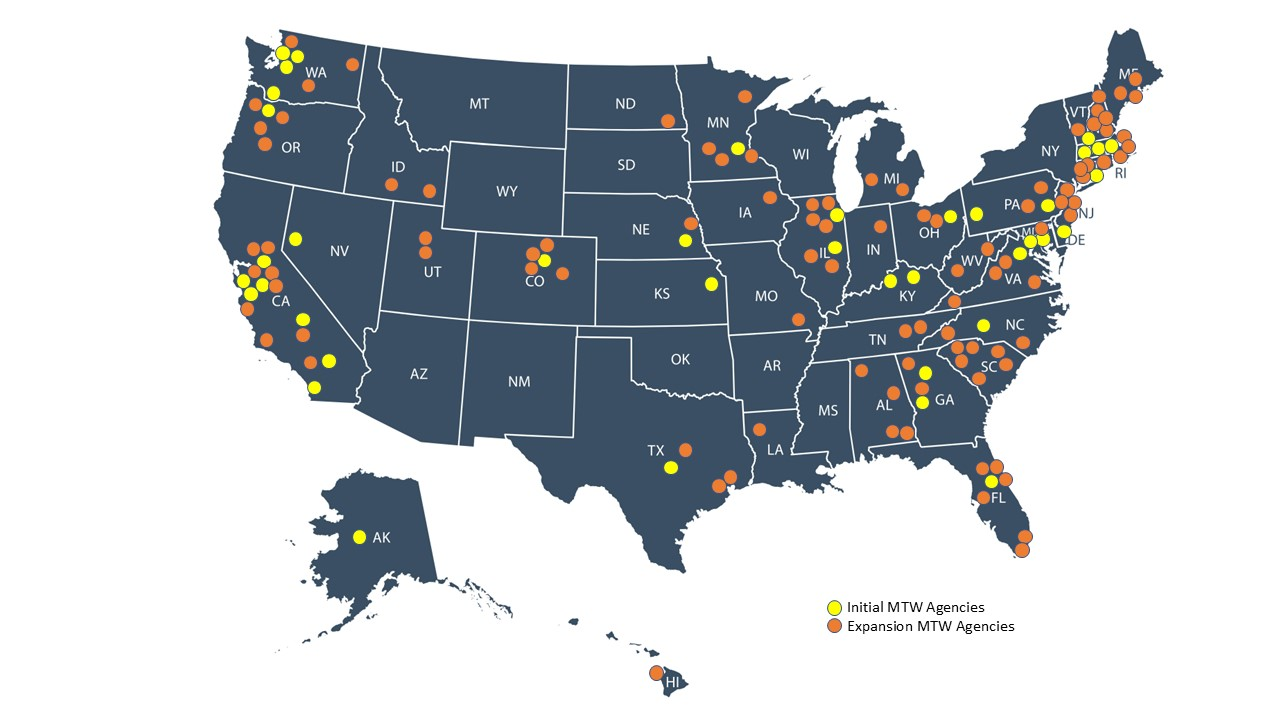 WA
MT
ND
MN
ME
VT
OR
ID
SD
WI
MI
NY
RI
WY
IA
PA
NJ
NV
NE
IL
IN
OH
DE
UT
CO
KS
MO
KY
WV
VA
CA
AZ
NM
OK
AR
TN
NC
SC
MS
AL
GA
TX
LA
FL
AK
HI
Initial MTW Agencies
Expansion MTW Agencies